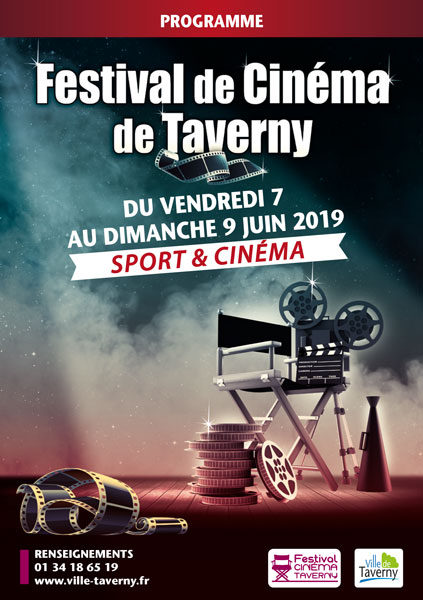 PROGRAMME
Festival de Cinéma
de Taverny
DU VENDREDI 7
AU DIMANCHE 9 JUIN 2019
SPORT & CINÉMA
RENSEIGNEMENTS
01 34 18 65 19
www.ville-taverny.fr
Festival
CINÉMA
TAVERNY
Ville de
Taverny